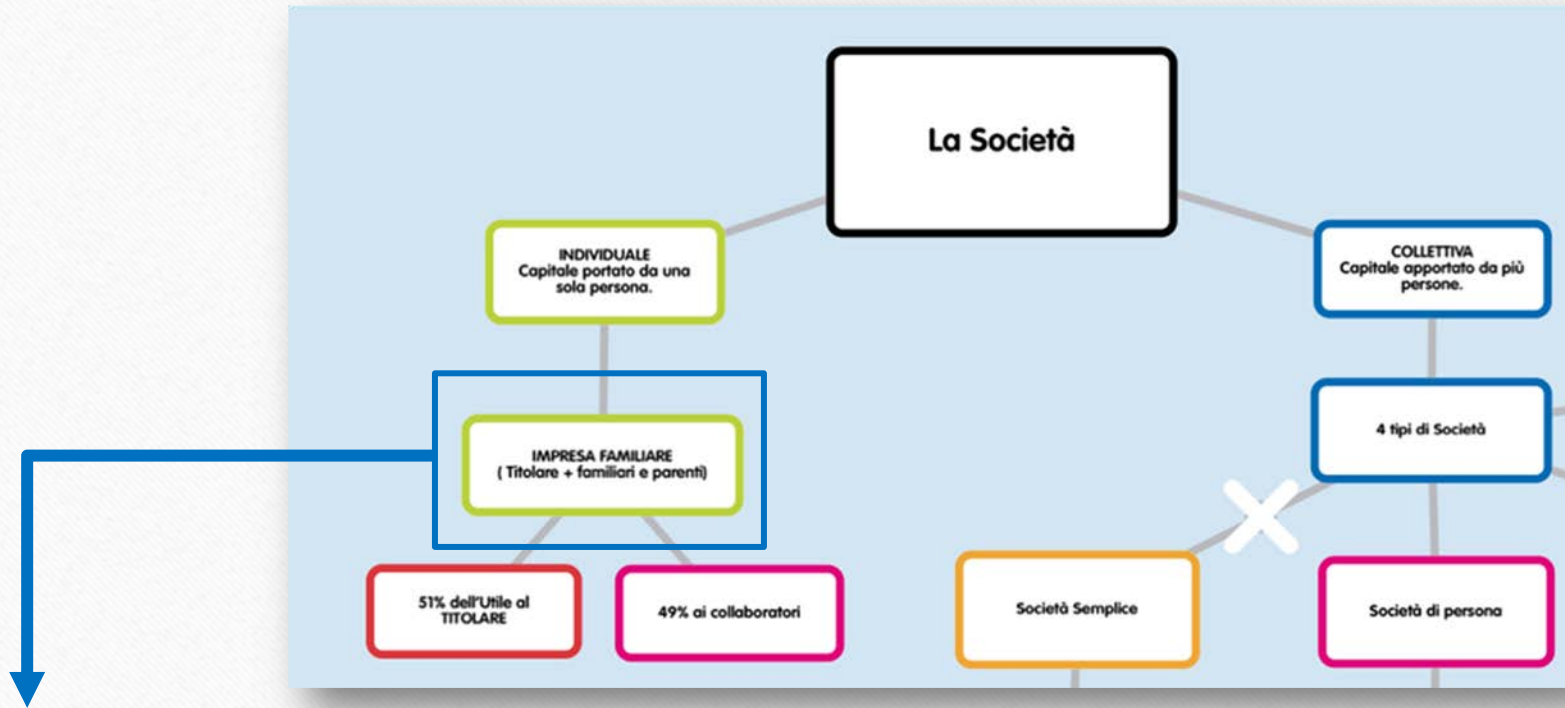 La Società
INDIVIDUALE
Capitale portato da una
sola persona.
COLLETTIVA
Capitale apportato da più
persone.
IMPRESA FAMILIARE
( Titolare + familiari e parenti)
4 tipi di Società
51% dell'Utile al
TITOLARE
49% ai collaboratori
Società Semplice
Società di persona